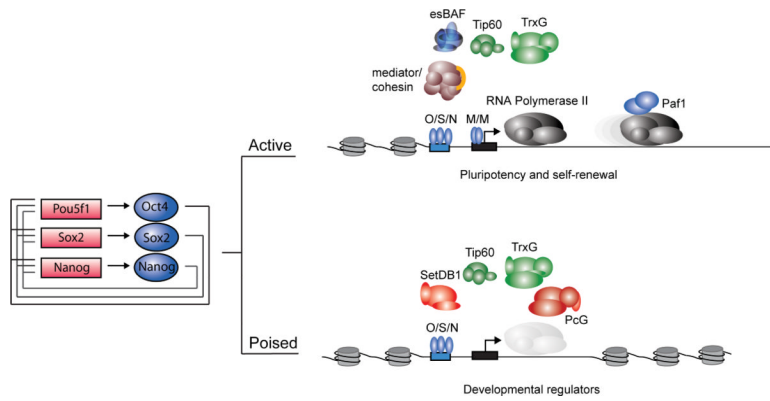 esBAF
Tip60
TrxG
mediator/
cohesin
RNA Polymerase II
Paf1
O/S/N
M/M
Active
Pluripotency and self-renewal
Pou5f1
Oct4
Sox2
Sox2
Nanog
Nanog
Tip60
TrxG
SetDB1
PcG
O/S/N
Poised
Developmental regulators